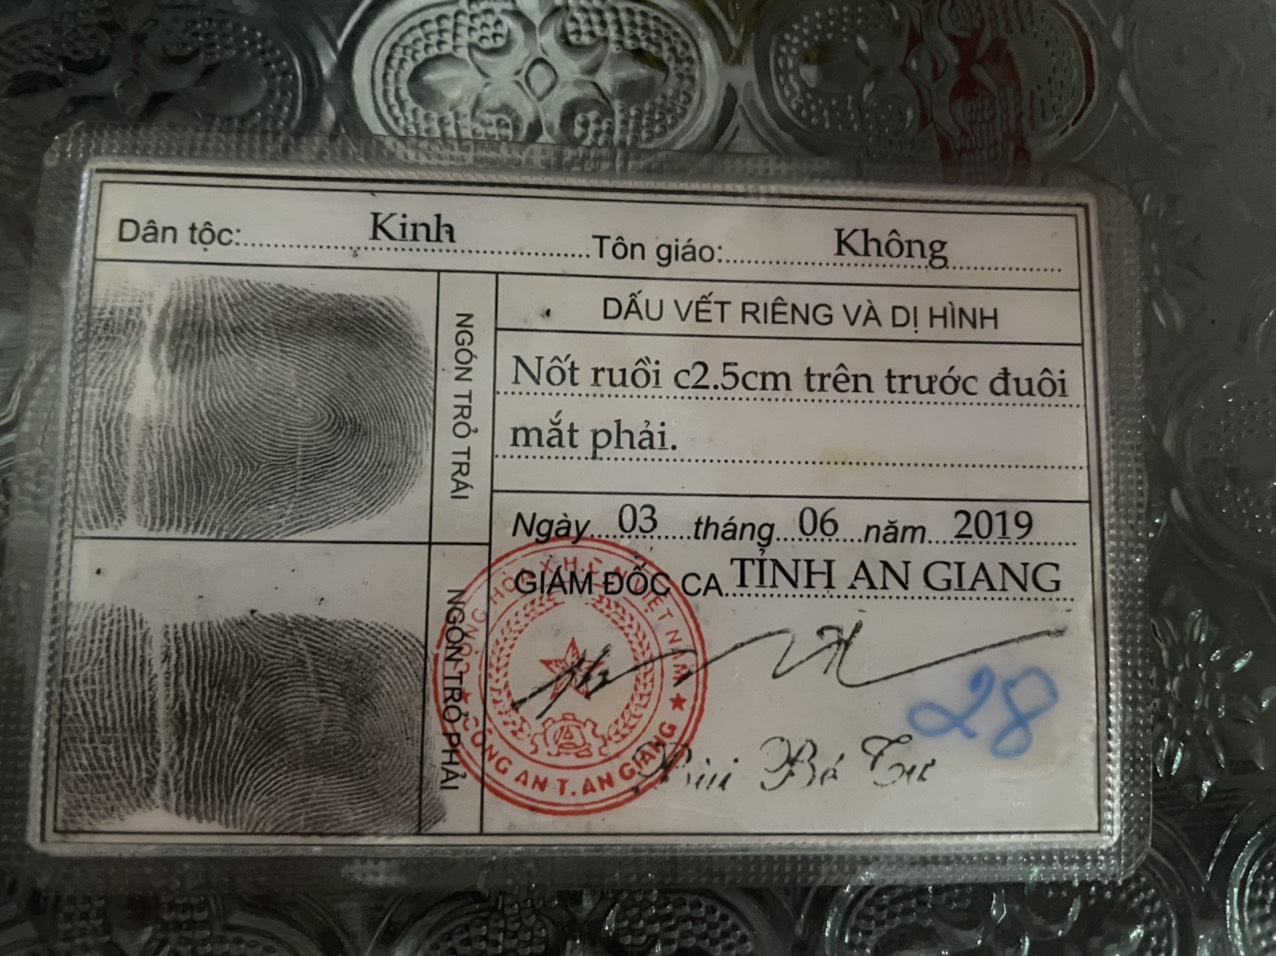 Dân tộc: Kinh Tôn giáo: Không
NGÓN TRỎ TRÁI
DẤU VẾT RIÊNG VÀ DỊ HÌNH
Nốt ruồi c2.5cm trên trước đuôi
mắt phải.
Ngày 03 tháng 06 năm 2019
GIÁM ĐỐC CA TỈNH AN GIANG
NGÓN TRỎ PHẢI
CỘNG HÒA X.H.C.N VIỆT NAM
CÔNG AN T. AN GIANG
28
Bùi Bé Tư